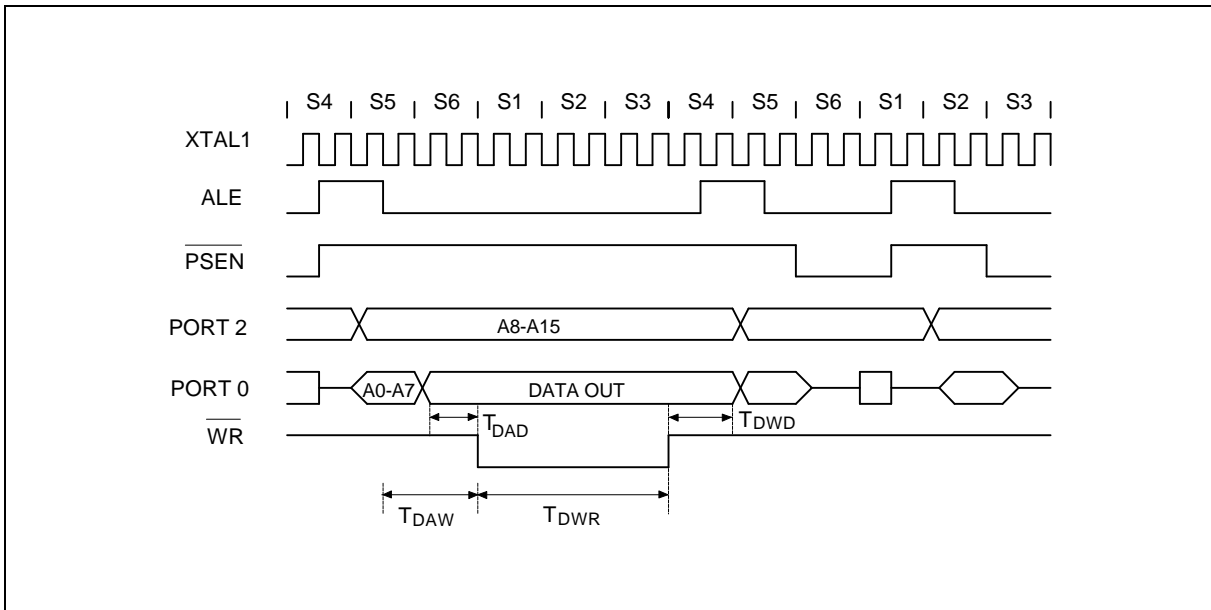 S4 S5 S6 S1 S2 S3 S4 S5 S6 S1 S2 S3
XTAL1
ALE
PSEN
PORT 2 A8-A15
PORT 0 A0-A7 DATA OUT
WR TDAD TDWD
TDAW TDWR